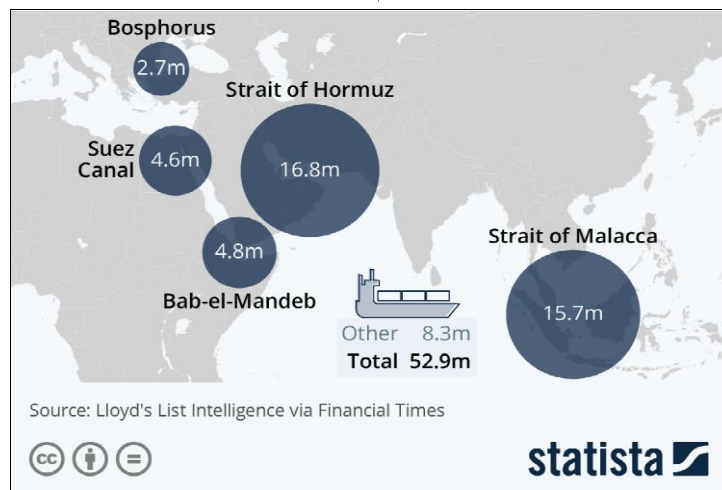 Bosphorus
2.7m
Strait of Hormuz
16.8m
Suez
Canal
4.6m
4.8m
Bab-el-Mandeb
Strait of Malacca
15.7m
Other 8.3m
Total 52.9m
Source: Lloyd's List Intelligence via Financial Times
cc
=
statista